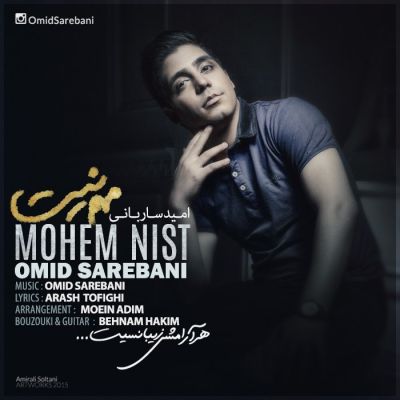 OmidSarebani
مهم نیست
امید ساربانی
MOHEM NIST
OMID SAREBANI
MUSIC : OMID SAREBANI
LYRICS : ARASH TOFIGHI
ARRANGEMENT : MOEIN ADIM
BOUZOUKI & GUITAR : BEHNAM HAKIM
هر آرامشی زیبا نیست ...
Amirali Soltani
ARTWORKS 2015